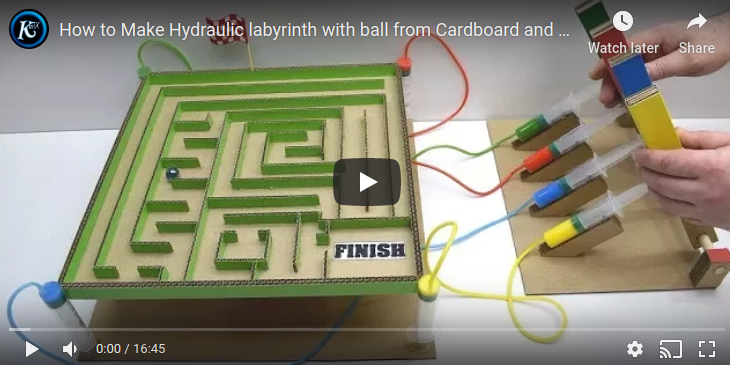 How to Make Hydraulic labyrinth with ball from Cardboard and ...
Watch later
Share
FINISH
0:00 / 16:45